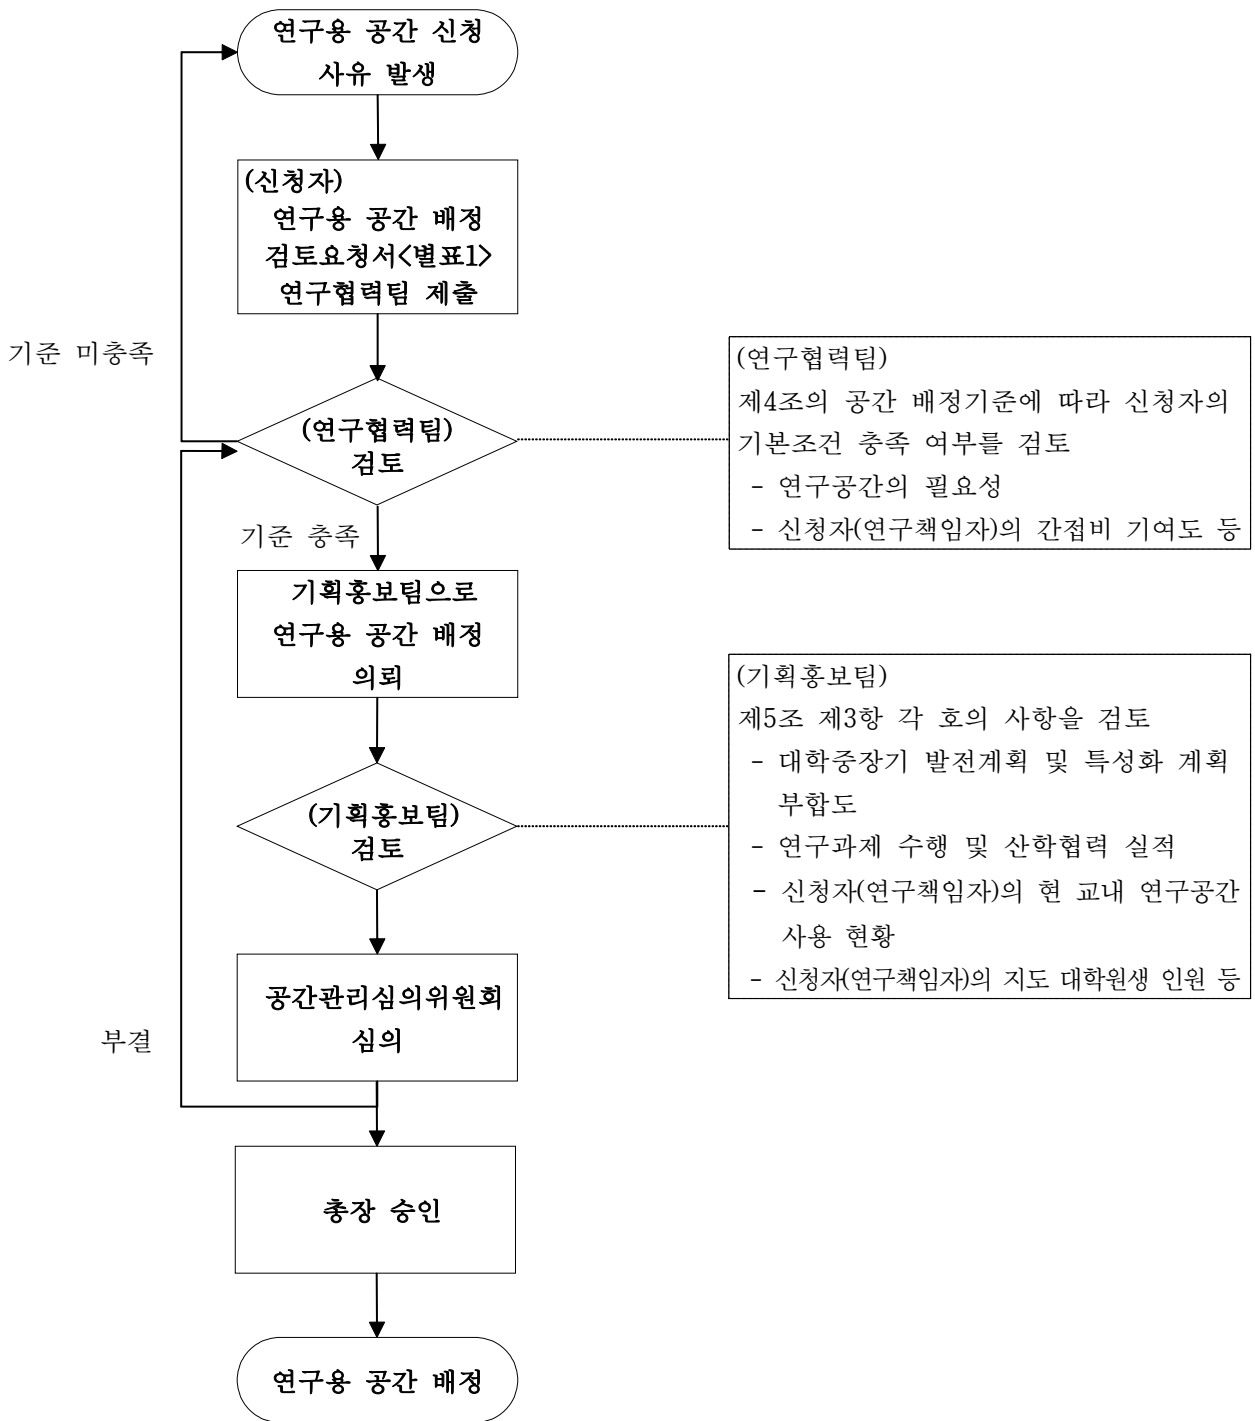 연구용 공간 신청
사유 발생
(신청자)
연구용 공간 배정
검토요청서<별표1>
연구협력팀 제출
기준 미충족
(연구협력팀)
검토
(연구협력팀)
제4조의 공간 배정기준에 따라 신청자의
기본조건 충족 여부를 검토
- 연구공간의 필요성
- 신청자(연구책임자)의 간접비 기여도 등
기준 충족
기획홍보팀으로
연구용 공간 배정
의뢰
(기획홍보팀)
검토
(기획홍보팀)
제5조 제3항 각 호의 사항을 검토
- 대학중장기 발전계획 및 특성화 계획
부합도
- 연구과제 수행 및 산학협력 실적
- 신청자(연구책임자)의 현 교내 연구공간
사용 현황
- 신청자(연구책임자)의 지도 대학원생 인원 등
공간관리심의위원회
심의
부결
총장 승인
연구용 공간 배정